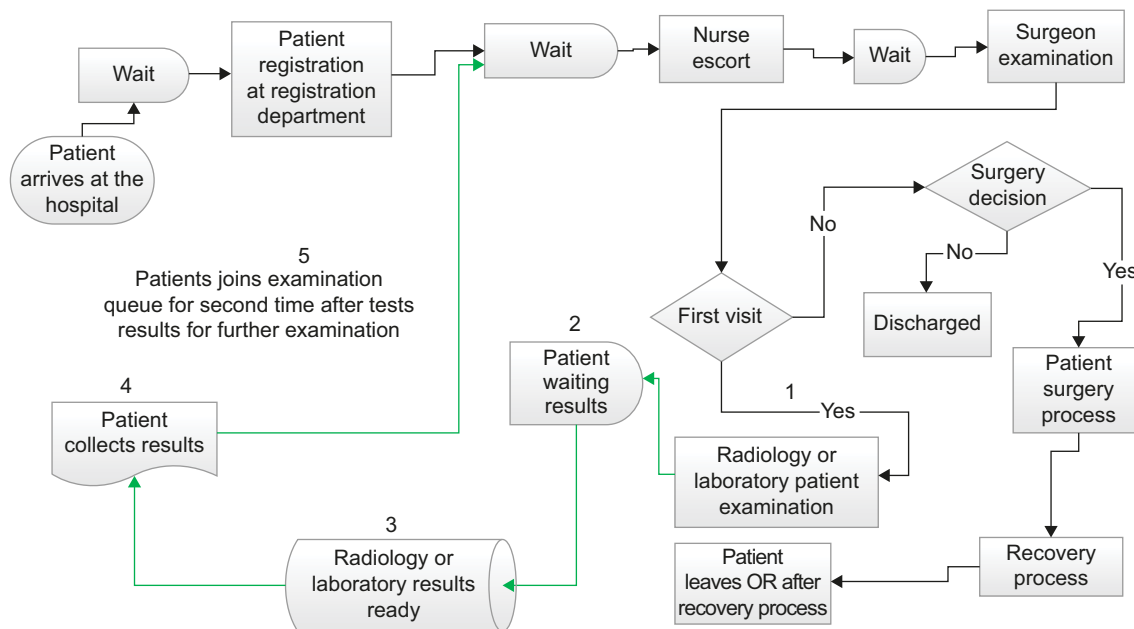 Wait
Patient
registration
at registration
department
Wait
Nurse
escort
Wait
Surgeon
examination
Patient
arrives at the
hospital
Surgery
decision
No
No
Yes
5
Patients joins examination
queue for second time after tests
results for further examination
First visit
Discharged
2
Patient
waiting
results
Patient
surgery
process
4
Patient
collects results
1
Yes
Radiology or
laboratory patient
examination
3
Radiology or
laboratory results
ready
Patient
leaves OR after
recovery process
Recovery
process